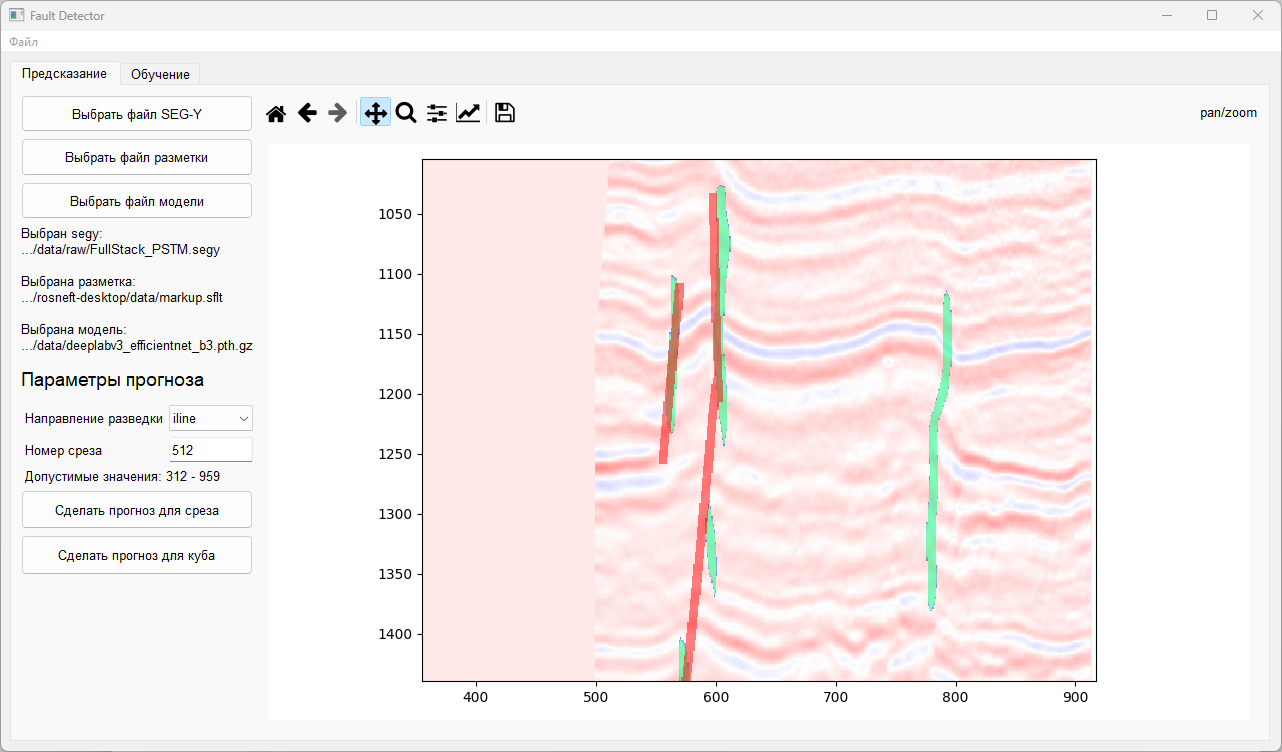 Fault Detector
Файл
Предсказание
Обучение
Выбрать файл SEG-Y
Выбрать файл разметки
Выбрать файл модели
Выбран segy:
.../data/raw/FullStack_PSTM.segy
Выбрана разметка:
.../rosneft-desktop/data/markup.sflt
Выбрана модель:
.../data/deeplabv3_efficientnet_b3.pth.gz
Параметры прогноза
Направление разведки iline
Номер среза 512
Допустимые значения: 312 - 959
Сделать прогноз для среза
Сделать прогноз для куба
pan/zoom
1050
1100
1150
1200
1250
1300
1350
1400
400 500 600 700 800 900